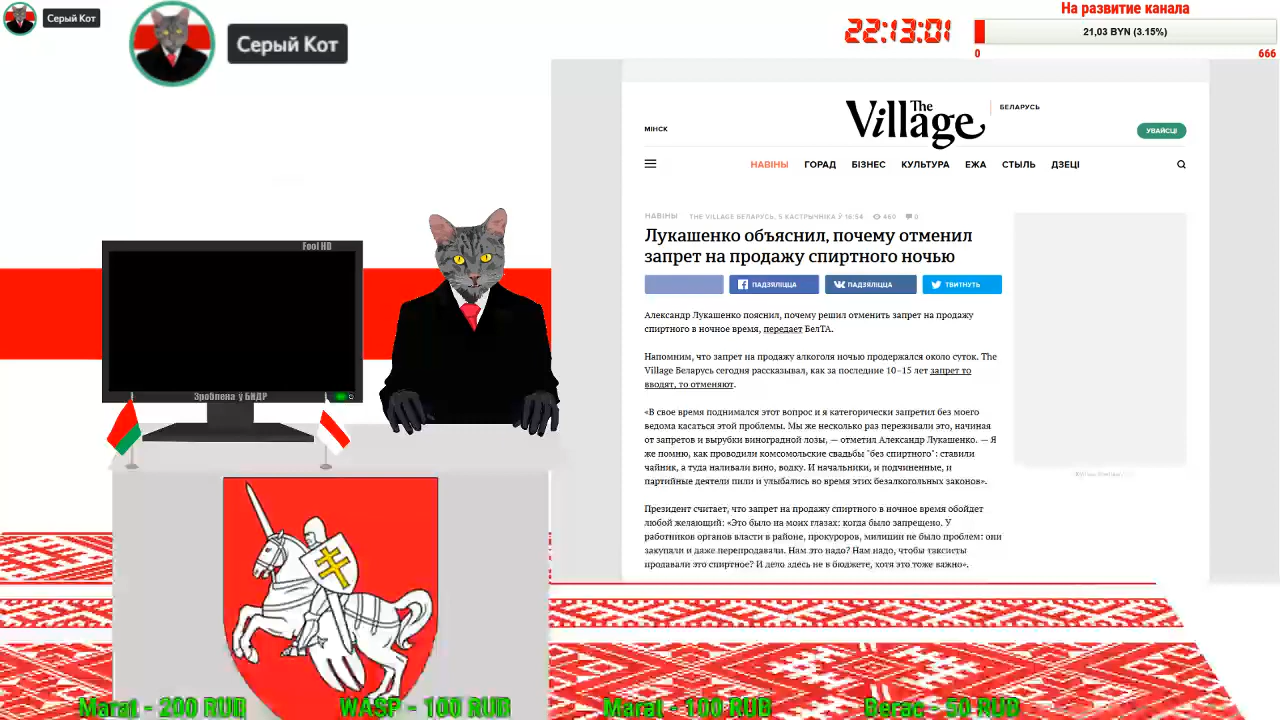 Серый Кот
Серый Кот
22:13:01
На развитие канала
21,03 BYN (3.15%)
0
666
The Village
БЕЛАРУСЬ
МІНСК
УВАЙСЦІ
НАВІНЫ ГОРАД БІЗНЕС КУЛЬТУРА ЕЖА СТЫЛЬ ДЗЕЦІ
НАВІНЫ THE VILLAGE БЕЛАРУСЬ, 5 КАСТРЫЧНІКА Ў 16:54 460 0
Лукашенко объяснил, почему отменил
запрет на продажу спиртного ночью
ПАДЗЯЛІЦЦА ПАДЗЯЛІЦЦА ТВИТНУТЬ
Александр Лукашенко пояснил, почему решил отменить запрет на продажу
спиртного в ночное время, передает БелТА.
Напомним, что запрет на продажу алкоголя ночью продержался около суток. The
Village Беларусь сегодня рассказывал, как за последние 10–15 лет запрет то
вводят, то отменяют.
«В свое время поднимался этот вопрос и я категорически запретил без моего
ведома касаться этой проблемы. Мы же несколько раз переживали это, начиная
от запретов и вырубки виноградной лозы, — отметил Александр Лукашенко. — Я
же помню, как проводили комсомольские свадьбы "без спиртного": ставили
чайник, а туда наливали вино, водку. И начальники, и подчиненные, и
партийные деятели пили и улыбались во время этих безалкогольных законов».
Президент считает, что запрет на продажу спиртного в ночное время обойдет
любой желающий: «Это было на моих глазах: когда было запрещено. У
работников органов власти в районе, прокуроров, милиции не было проблем: они
закупали и даже перепродавали. Нам это надо? Нам надо, чтобы таксисты
продавали это спиртное? И дело здесь не в бюджете, хотя это тоже важно».
Fool HD
Зроблена ў БНДР
Marat - 200 RUB WASP - 100 RUB Marat - 100 RUB Вегас - 50 RUB